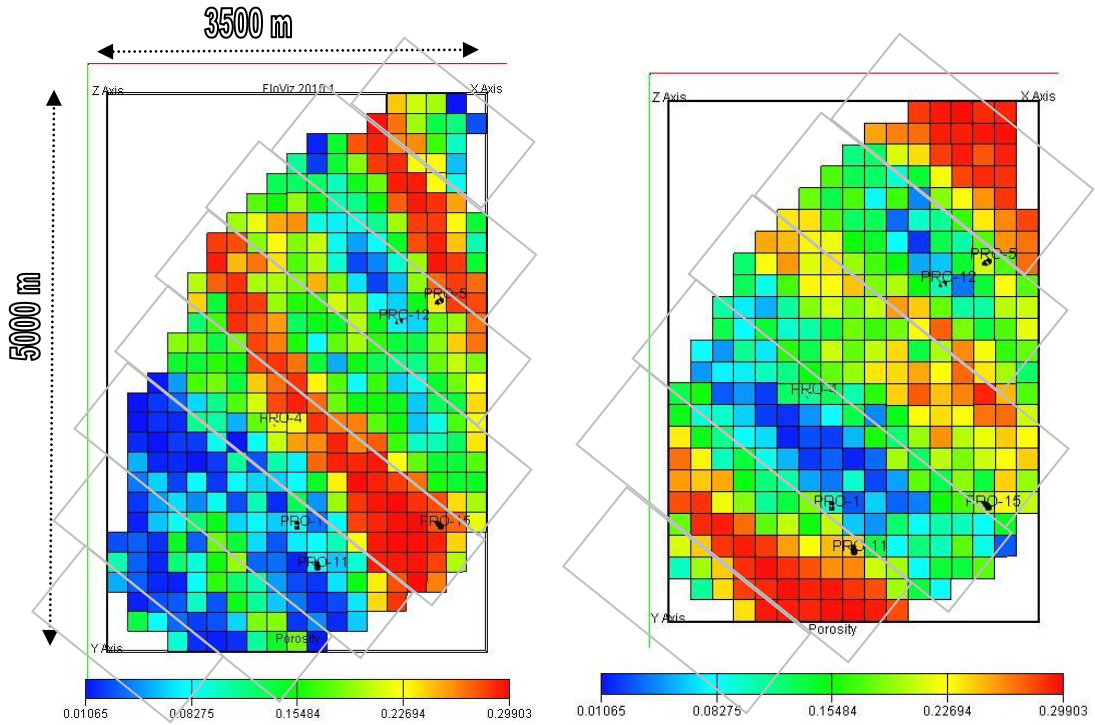 3500 m
5000 m
Z Axis
FloViz 2010.1
X Axis
PRO-5
PRO-12
PRO-4
PRO-1
PRO-15
PRO-11
Porosity
Y Axis
0.01065 0.08275 0.15484 0.22694 0.29903
Z Axis
X Axis
PRO-5
PRO-12
PRO-4
PRO-1
PRO-15
PRO-11
Y Axis
Porosity
0.01065 0.08275 0.15484 0.22694 0.29903